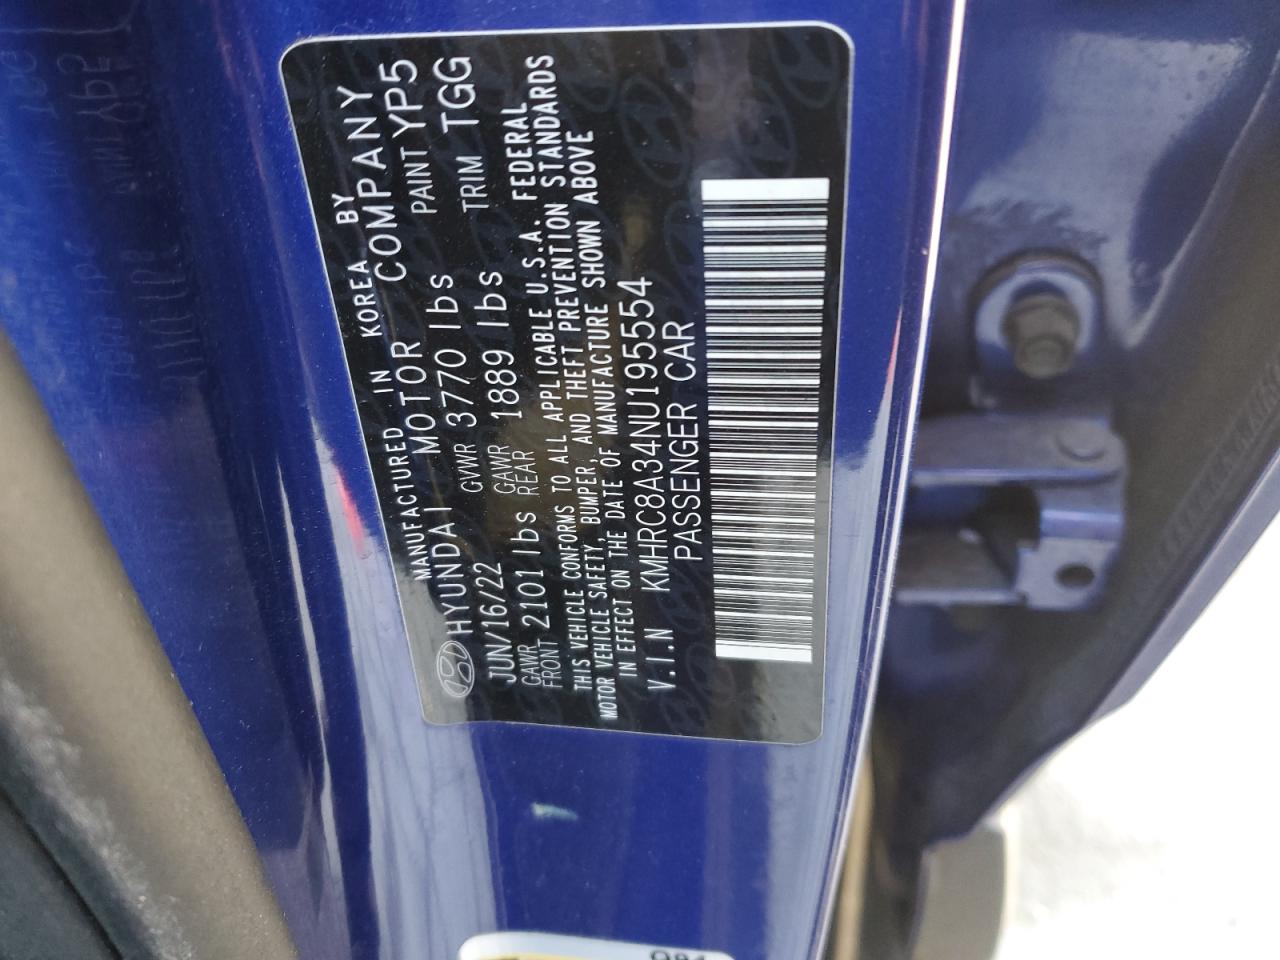 MANUFACTURED IN KOREA BY
HYUNDAI MOTOR COMPANY
JUN/16/22 GVWR 3770 lbs PAINT YP5
GAWR FRONT 2101 lbs GAWR REAR 1889 lbs TRIM TGG
THIS VEHICLE CONFORMS TO ALL APPLICABLE U.S.A. FEDERAL
MOTOR VEHICLE SAFETY, BUMPER, AND THEFT PREVENTION STANDARDS
IN EFFECT ON THE DATE OF MANUFACTURE SHOWN ABOVE
V.I.N KMHRC8A34NU195554
PASSENGER CAR